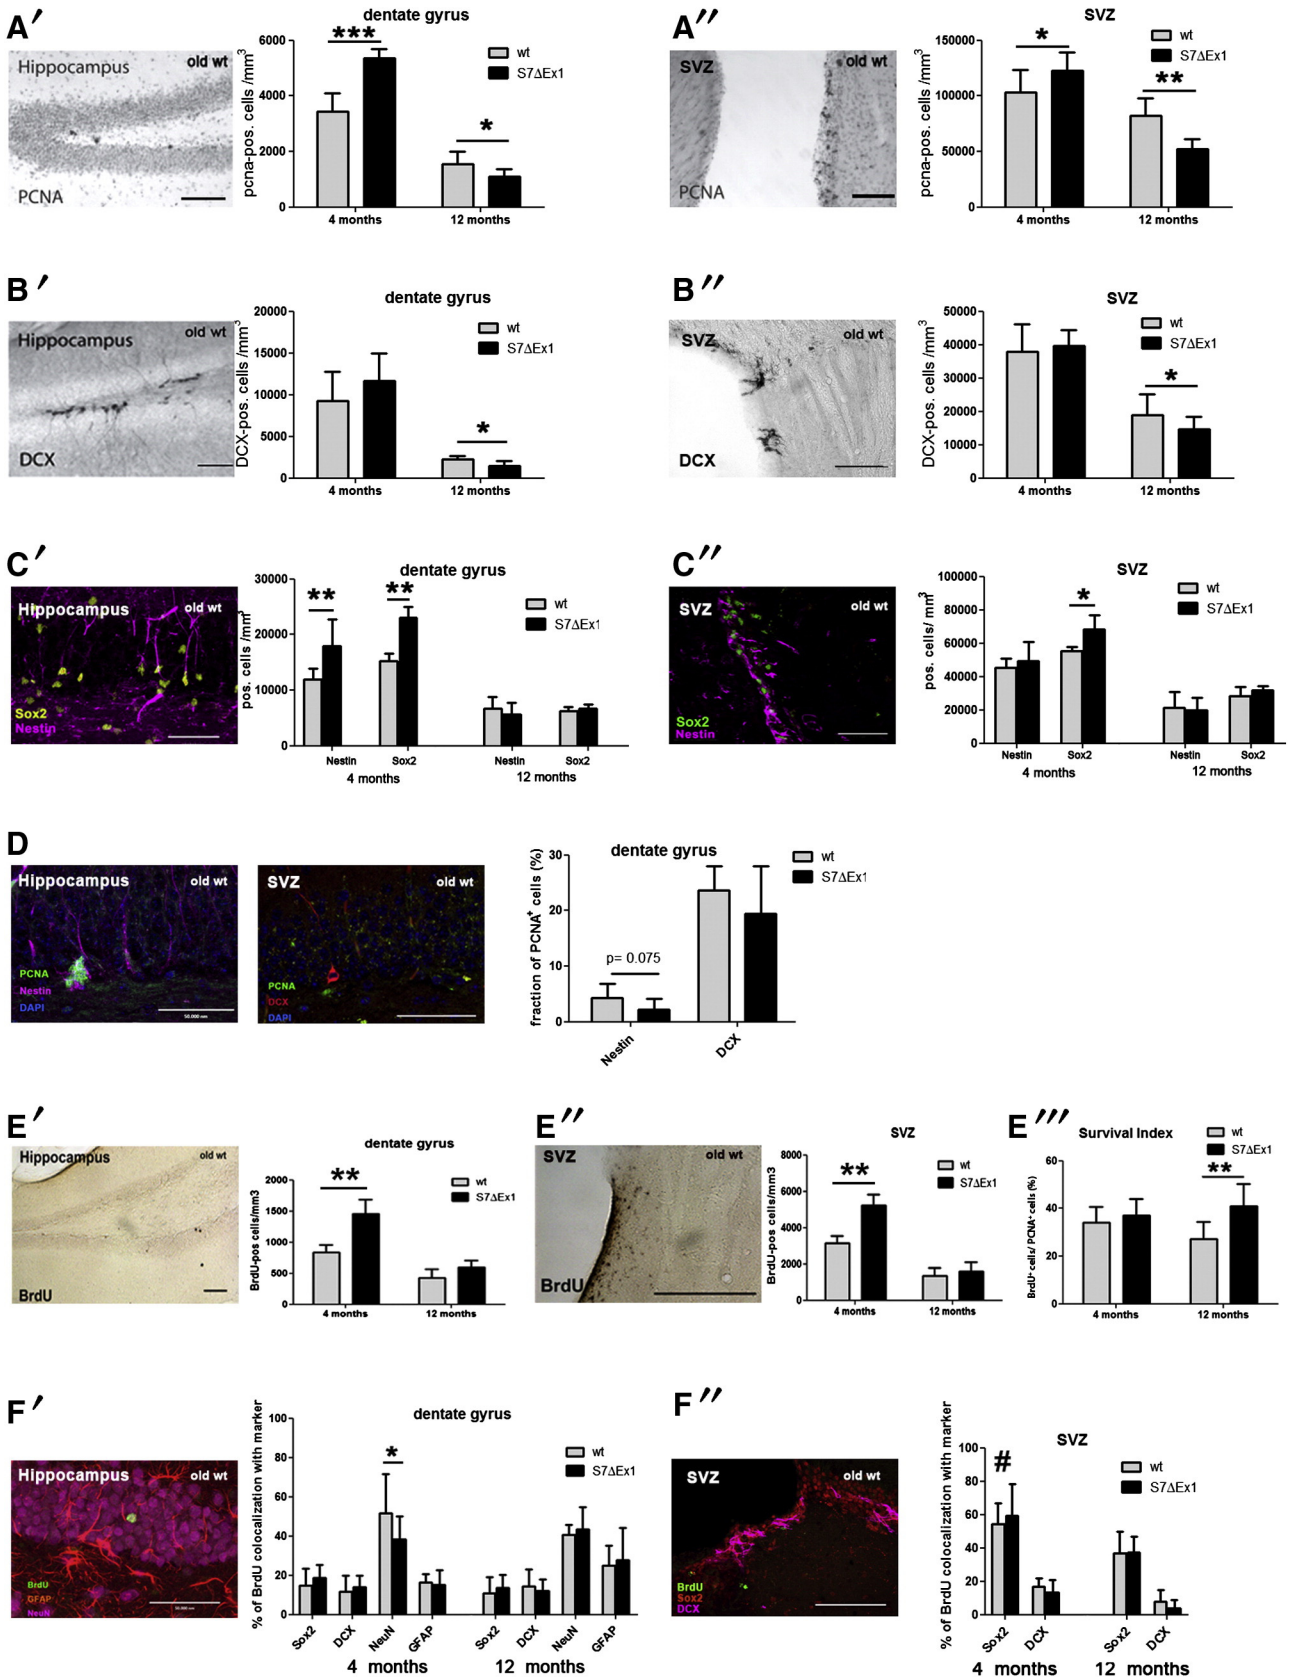 A′
Hippocampus
old wt
PCNA
dentate gyrus
pcna-pos. cells /mm3
6000
4000
2000
0
***
*
wt
S7ΔEx1
4 months
12 months
A″
SVZ
old wt
PCNA
SVZ
pcna-pos. cells /mm3
150000
100000
50000
0
*
**
wt
S7ΔEx1
4 months
12 months
B′
Hippocampus
old wt
DCX
dentate gyrus
DCX-pos. cells /mm3
20000
15000
10000
5000
0
*
wt
S7ΔEx1
4 months
12 months
B″
SVZ
old wt
DCX
SVZ
DCX-pos. cells /mm3
50000
40000
30000
20000
10000
0
*
wt
S7ΔEx1
4 months
12 months
C′
Hippocampus
old wt
Sox2
Nestin
dentate gyrus
pos. cells /mm3
30000
20000
10000
0
**
**
wt
S7ΔEx1
Nestin
Sox2
Nestin
Sox2
4 months
12 months
C″
SVZ
old wt
Sox2
Nestin
SVZ
pos. cells/ mm3
100000
80000
60000
40000
20000
0
*
wt
S7ΔEx1
Nestin
Sox2
Nestin
Sox2
4 months
12 months
D
Hippocampus
old wt
PCNA
Nestin
DAPI
50.000 nm
SVZ
old wt
PCNA
DCX
DAPI
dentate gyrus
fraction of PCNA+ cells (%)
30
20
10
0
p= 0.075
wt
S7ΔEx1
Nestin
DCX
E′
Hippocampus
old wt
BrdU
dentate gyrus
BrdU-pos cells/mm3
2000
1500
1000
500
0
**
wt
S7ΔEx1
4 months
12 months
E″
SVZ
old wt
BrdU
SVZ
BrdU-pos cells/mm3
8000
6000
4000
2000
0
**
wt
S7ΔEx1
4 months
12 months
E‴
Survival Index
BrdU+ cells/ PCNA+ cells (%)
60
40
20
0
**
wt
S7ΔEx1
4 months
12 months
F′
Hippocampus
old wt
BrdU
GFAP
NeuN
50.000 nm
dentate gyrus
% of BrdU colocalization with marker
100
80
60
40
20
0
*
wt
S7ΔEx1
Sox2
DCX
NeuN
GFAP
Sox2
DCX
NeuN
GFAP
4 months
12 months
F″
SVZ
old wt
BrdU
Sox2
DCX
SVZ
% of BrdU colocalization with marker
100
80
60
40
20
0
#
wt
S7ΔEx1
Sox2
DCX
Sox2
DCX
4 months
12 months